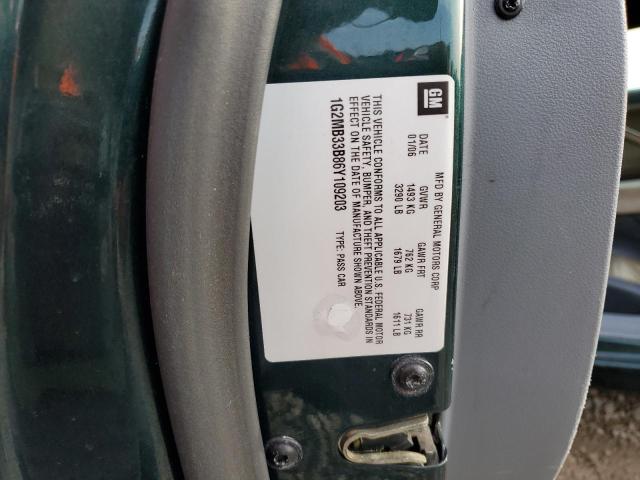 GM
MFD BY GENERAL MOTORS CORP
DATE GVWR GAWR FRT GAWR RR
01/06 1493 KG 762 KG 731 KG
3290 LB 1679 LB 1611 LB
THIS VEHICLE CONFORMS TO ALL APPLICABLE U.S. FEDERAL MOTOR
VEHICLE SAFETY, BUMPER, AND THEFT PREVENTION STANDARDS IN
EFFECT ON THE DATE OF MANUFACTURE SHOWN ABOVE.
1G2MB33B86Y109203 TYPE: PASS CAR